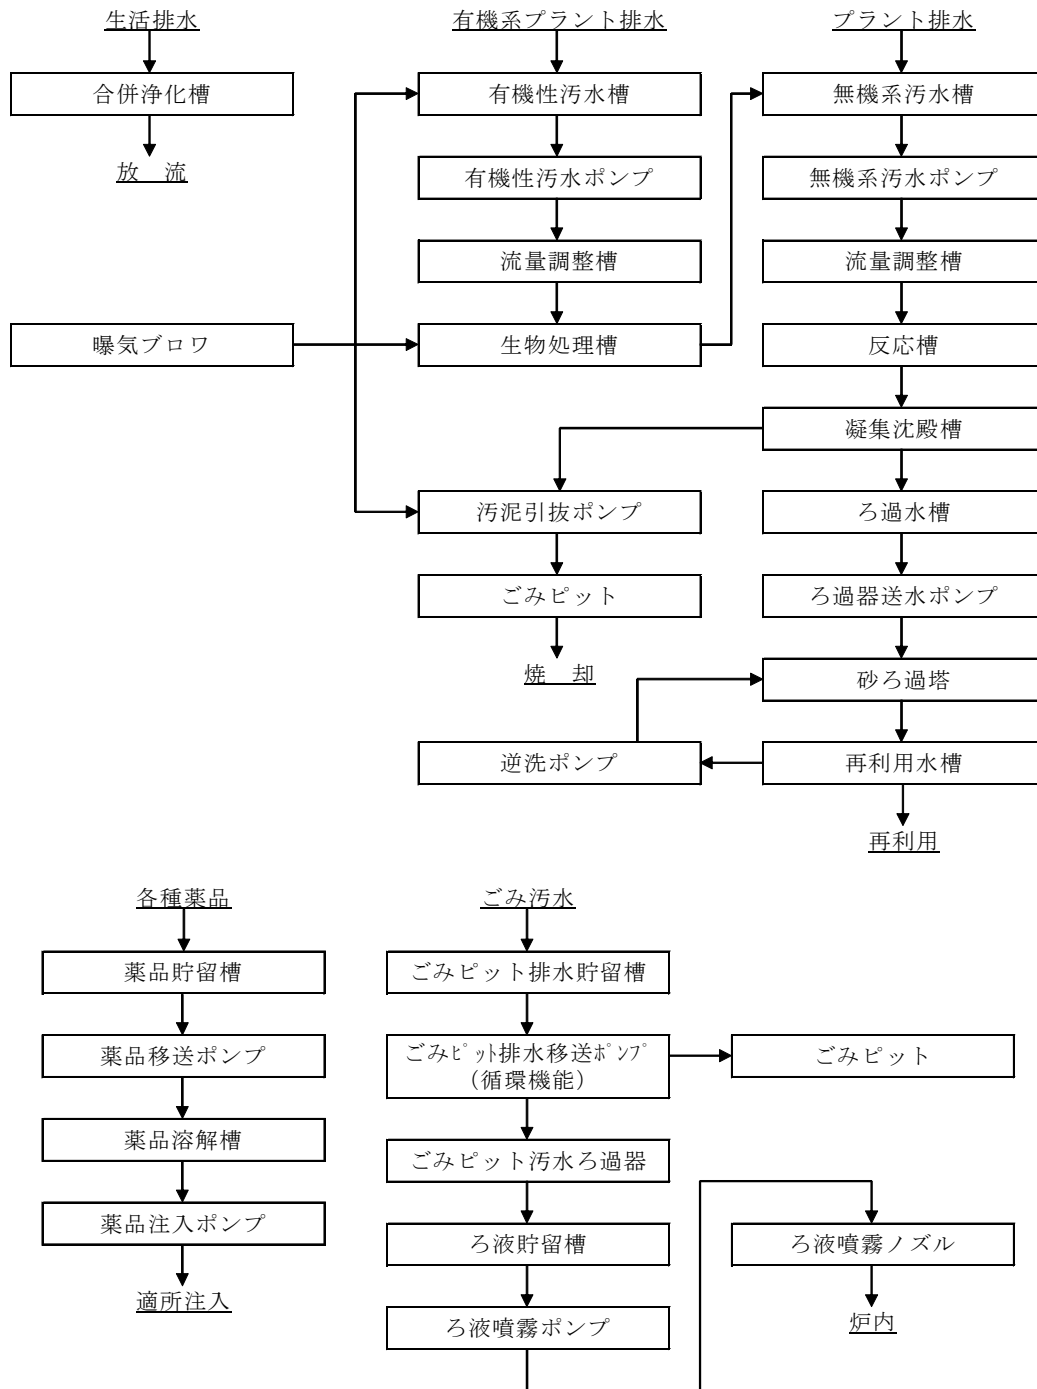 生活排水
合併浄化槽
放　流
有機系プラント排水
有機性汚水槽
有機性汚水ポンプ
流量調整槽
曝気ブロワ
生物処理槽
汚泥引抜ポンプ
ごみピット
焼　却
逆洗ポンプ
プラント排水
無機系汚水槽
無機系汚水ポンプ
流量調整槽
反応槽
凝集沈殿槽
ろ過水槽
ろ過器送水ポンプ
砂ろ過塔
再利用水槽
再利用
各種薬品
薬品貯留槽
薬品移送ポンプ
薬品溶解槽
薬品注入ポンプ
適所注入
ごみ汚水
ごみピット排水貯留槽
ごみﾋﾟｯﾄ排水移送ﾎﾟﾝﾌﾟ
（循環機能）
ごみピット
ごみピット汚水ろ過器
ろ液貯留槽
ろ液噴霧ポンプ
ろ液噴霧ノズル
炉内